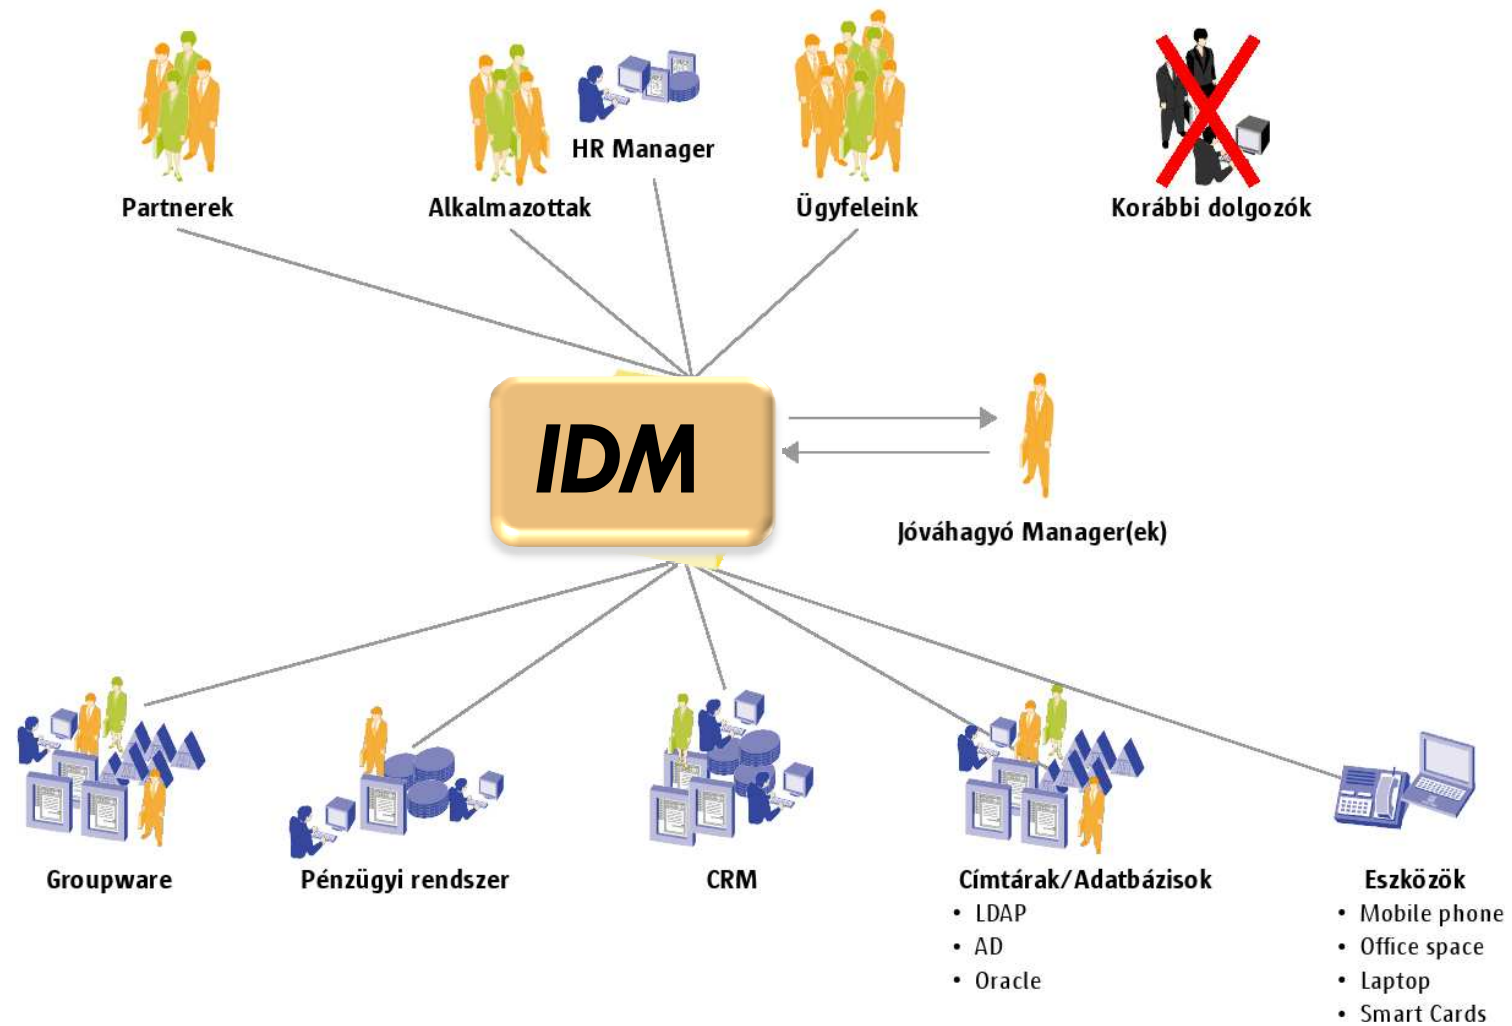 HR Manager
Partnerek
Alkalmazottak
Ügyfeleink
Korábbi dolgozók
IDM
Jóváhagyó Manager(ek)
Groupware
Pénzügyi rendszer
CRM
Címtárak/Adatbázisok
• LDAP
• AD
• Oracle
Eszközök
• Mobile phone
• Office space
• Laptop
• Smart Cards